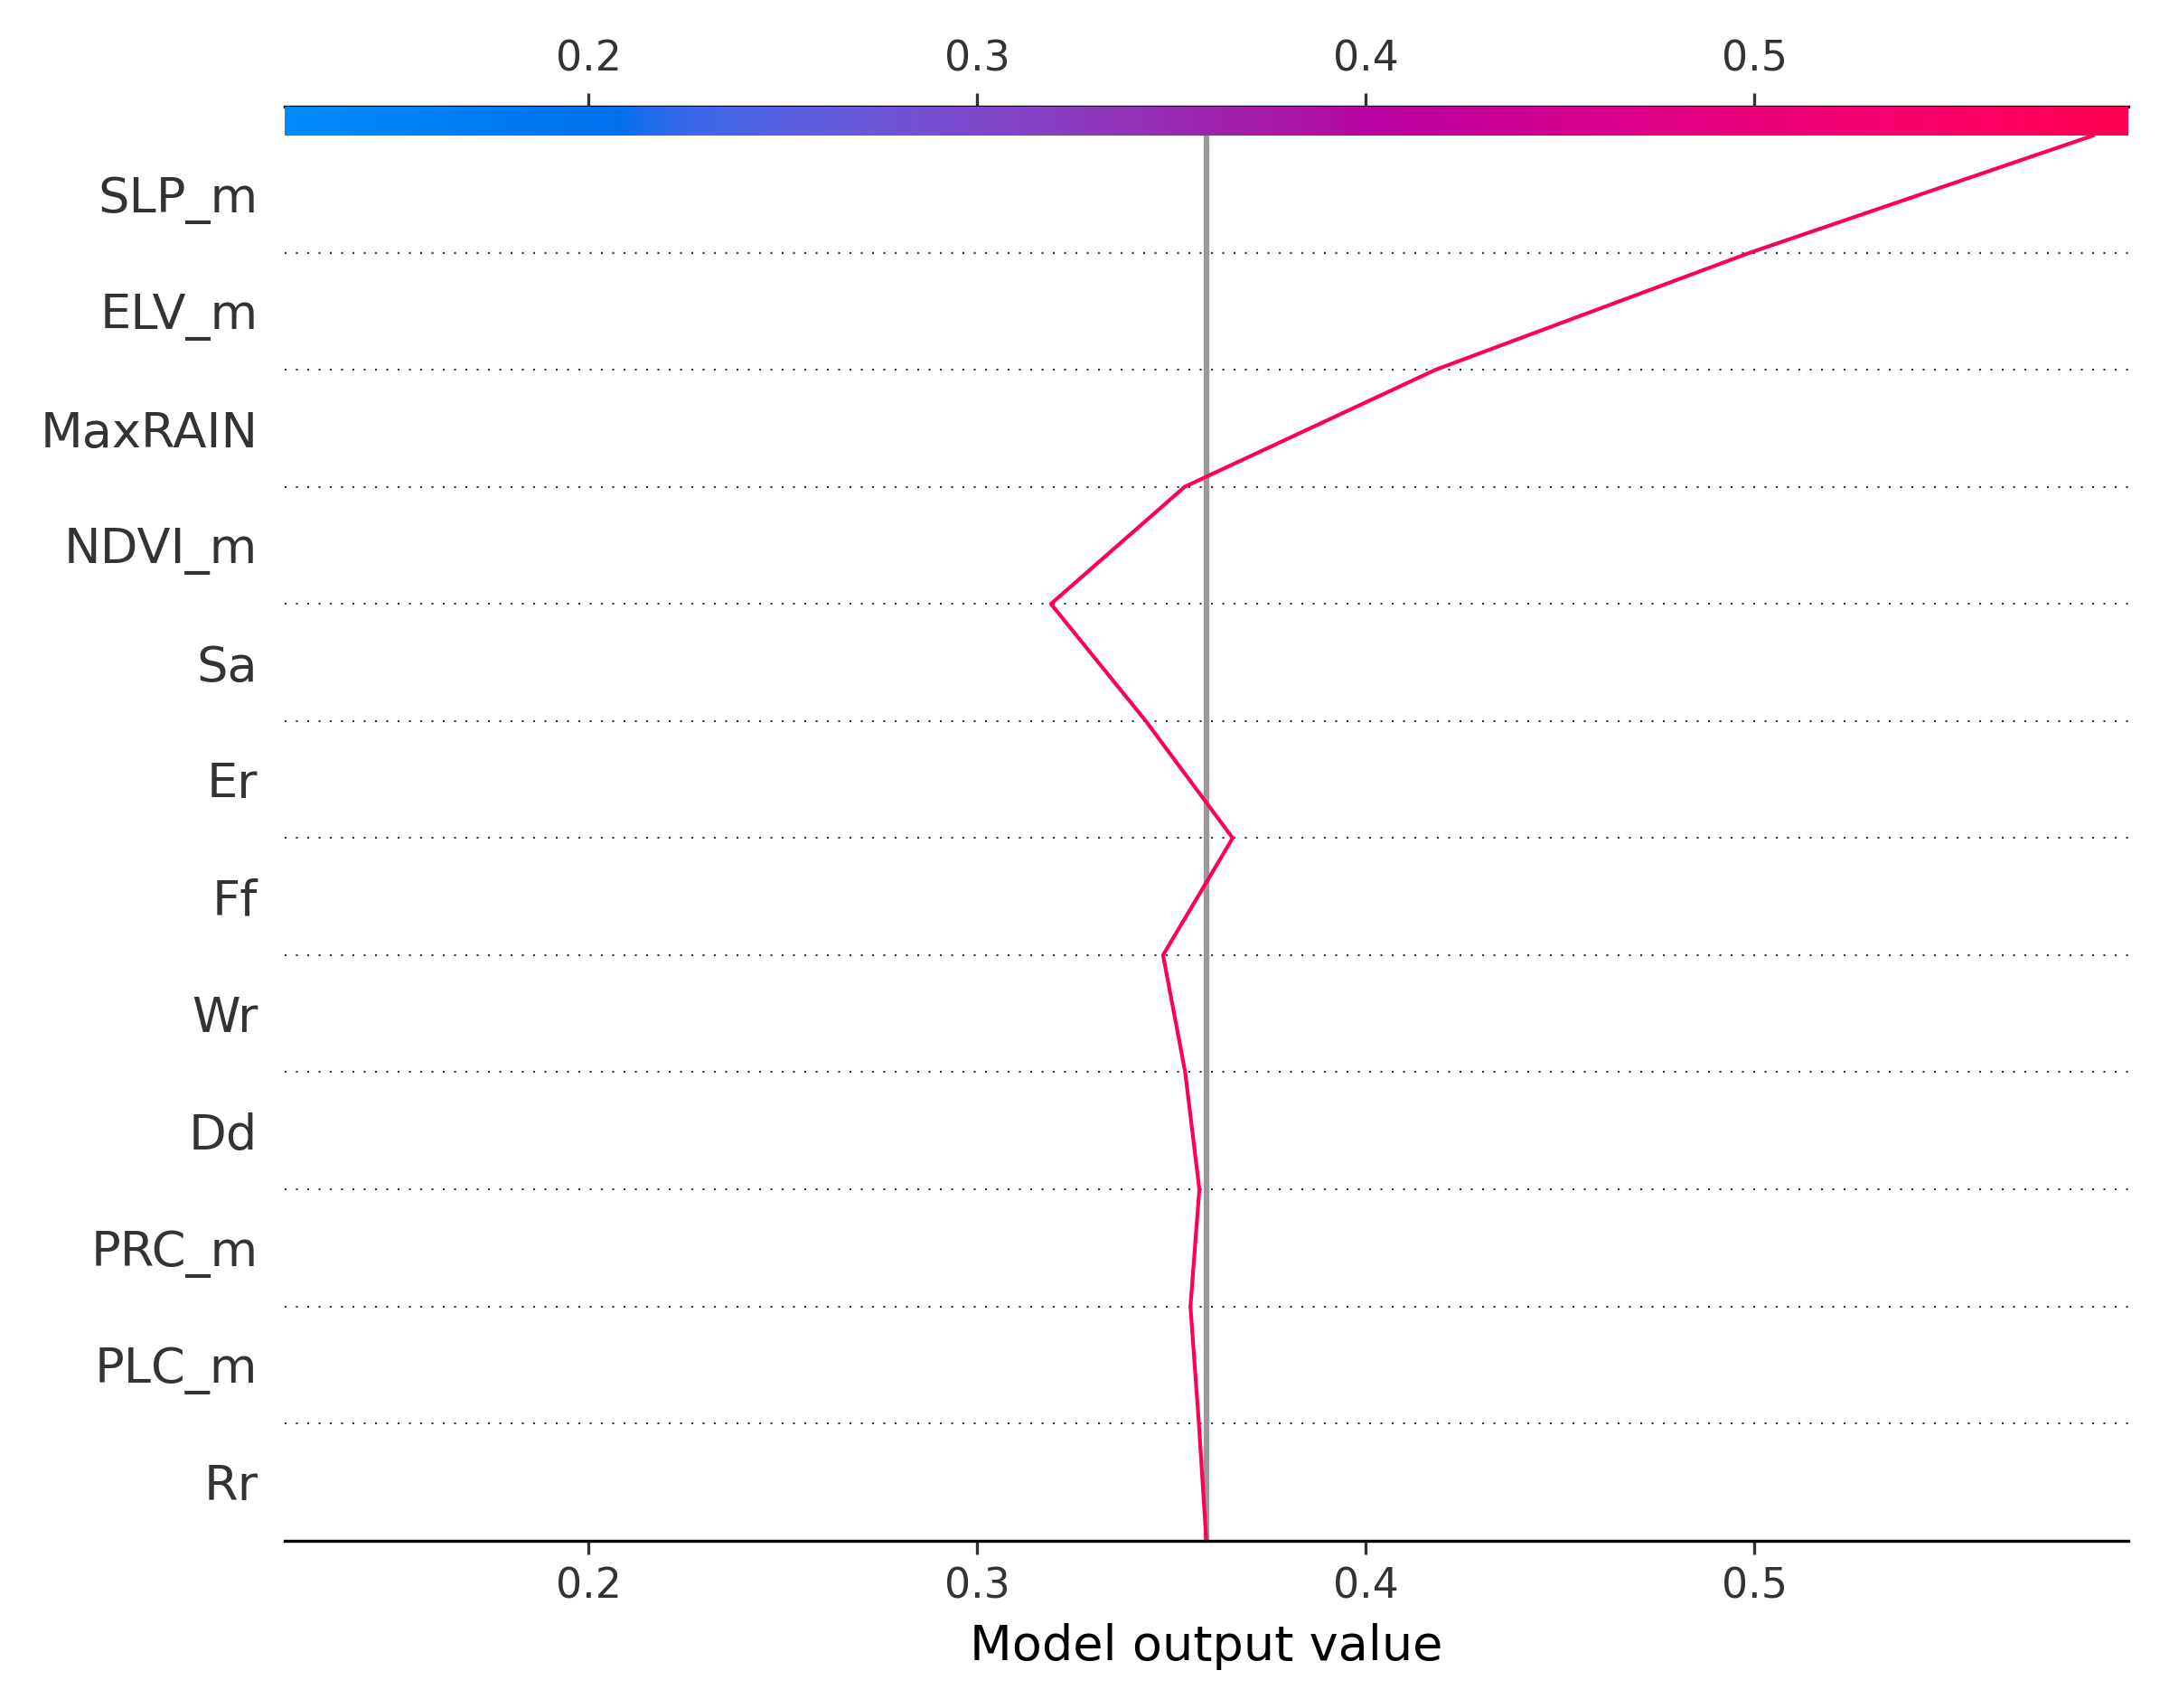 0.2 0.3 0.4 0.5
SLP_m
ELV_m
MaxRAIN
NDVI_m
Sa
Er
Ff
Wr
Dd
PRC_m
PLC_m
Rr
0.2 0.3 0.4 0.5
Model output value